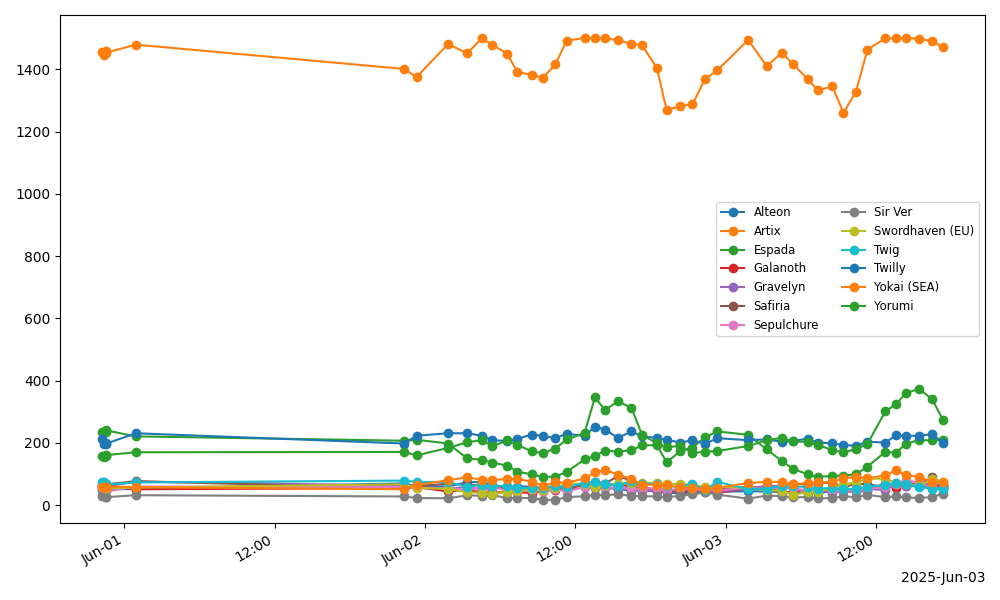 1400
1200
1000
800
600
400
200
0
Alteon
Artix
Espada
Galanoth
Gravelyn
Safiria
Sepulchure
Sir Ver
Swordhaven (EU)
Twig
Twilly
Yokai (SEA)
Yorumi
Jun-01
12:00
Jun-02
12:00
Jun-03
12:00
2025-Jun-03